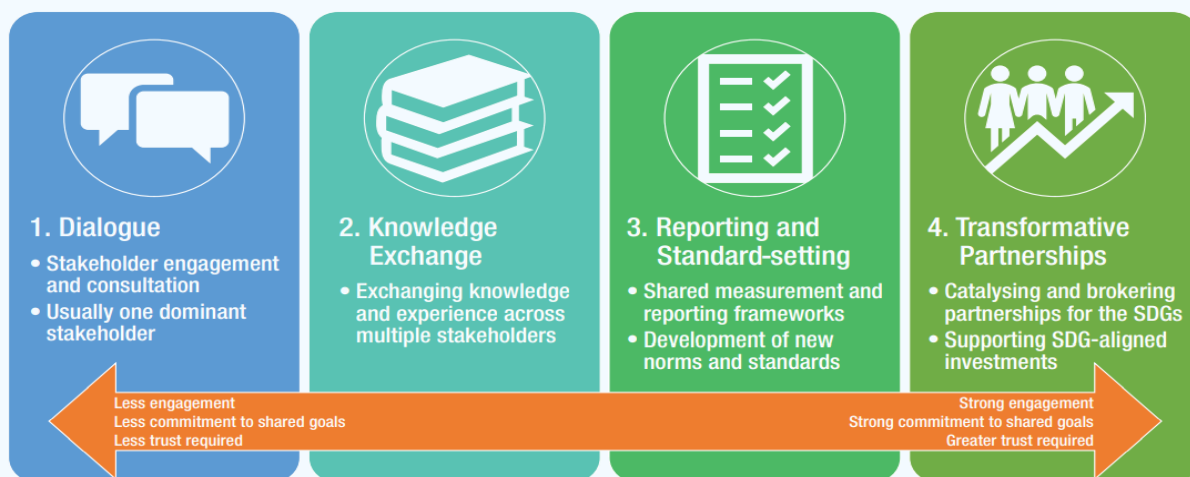 1. Dialogue
• Stakeholder engagement
and consultation
• Usually one dominant
stakeholder
2. Knowledge
Exchange
• Exchanging knowledge
and experience across
multiple stakeholders
3. Reporting and
Standard-setting
• Shared measurement and
reporting frameworks
• Development of new
norms and standards
4. Transformative
Partnerships
• Catalysing and brokering
partnerships for the SDGs
• Supporting SDG-aligned
investments
Less engagement
Less commitment to shared goals
Less trust required
Strong engagement
Strong commitment to shared goals
Greater trust required